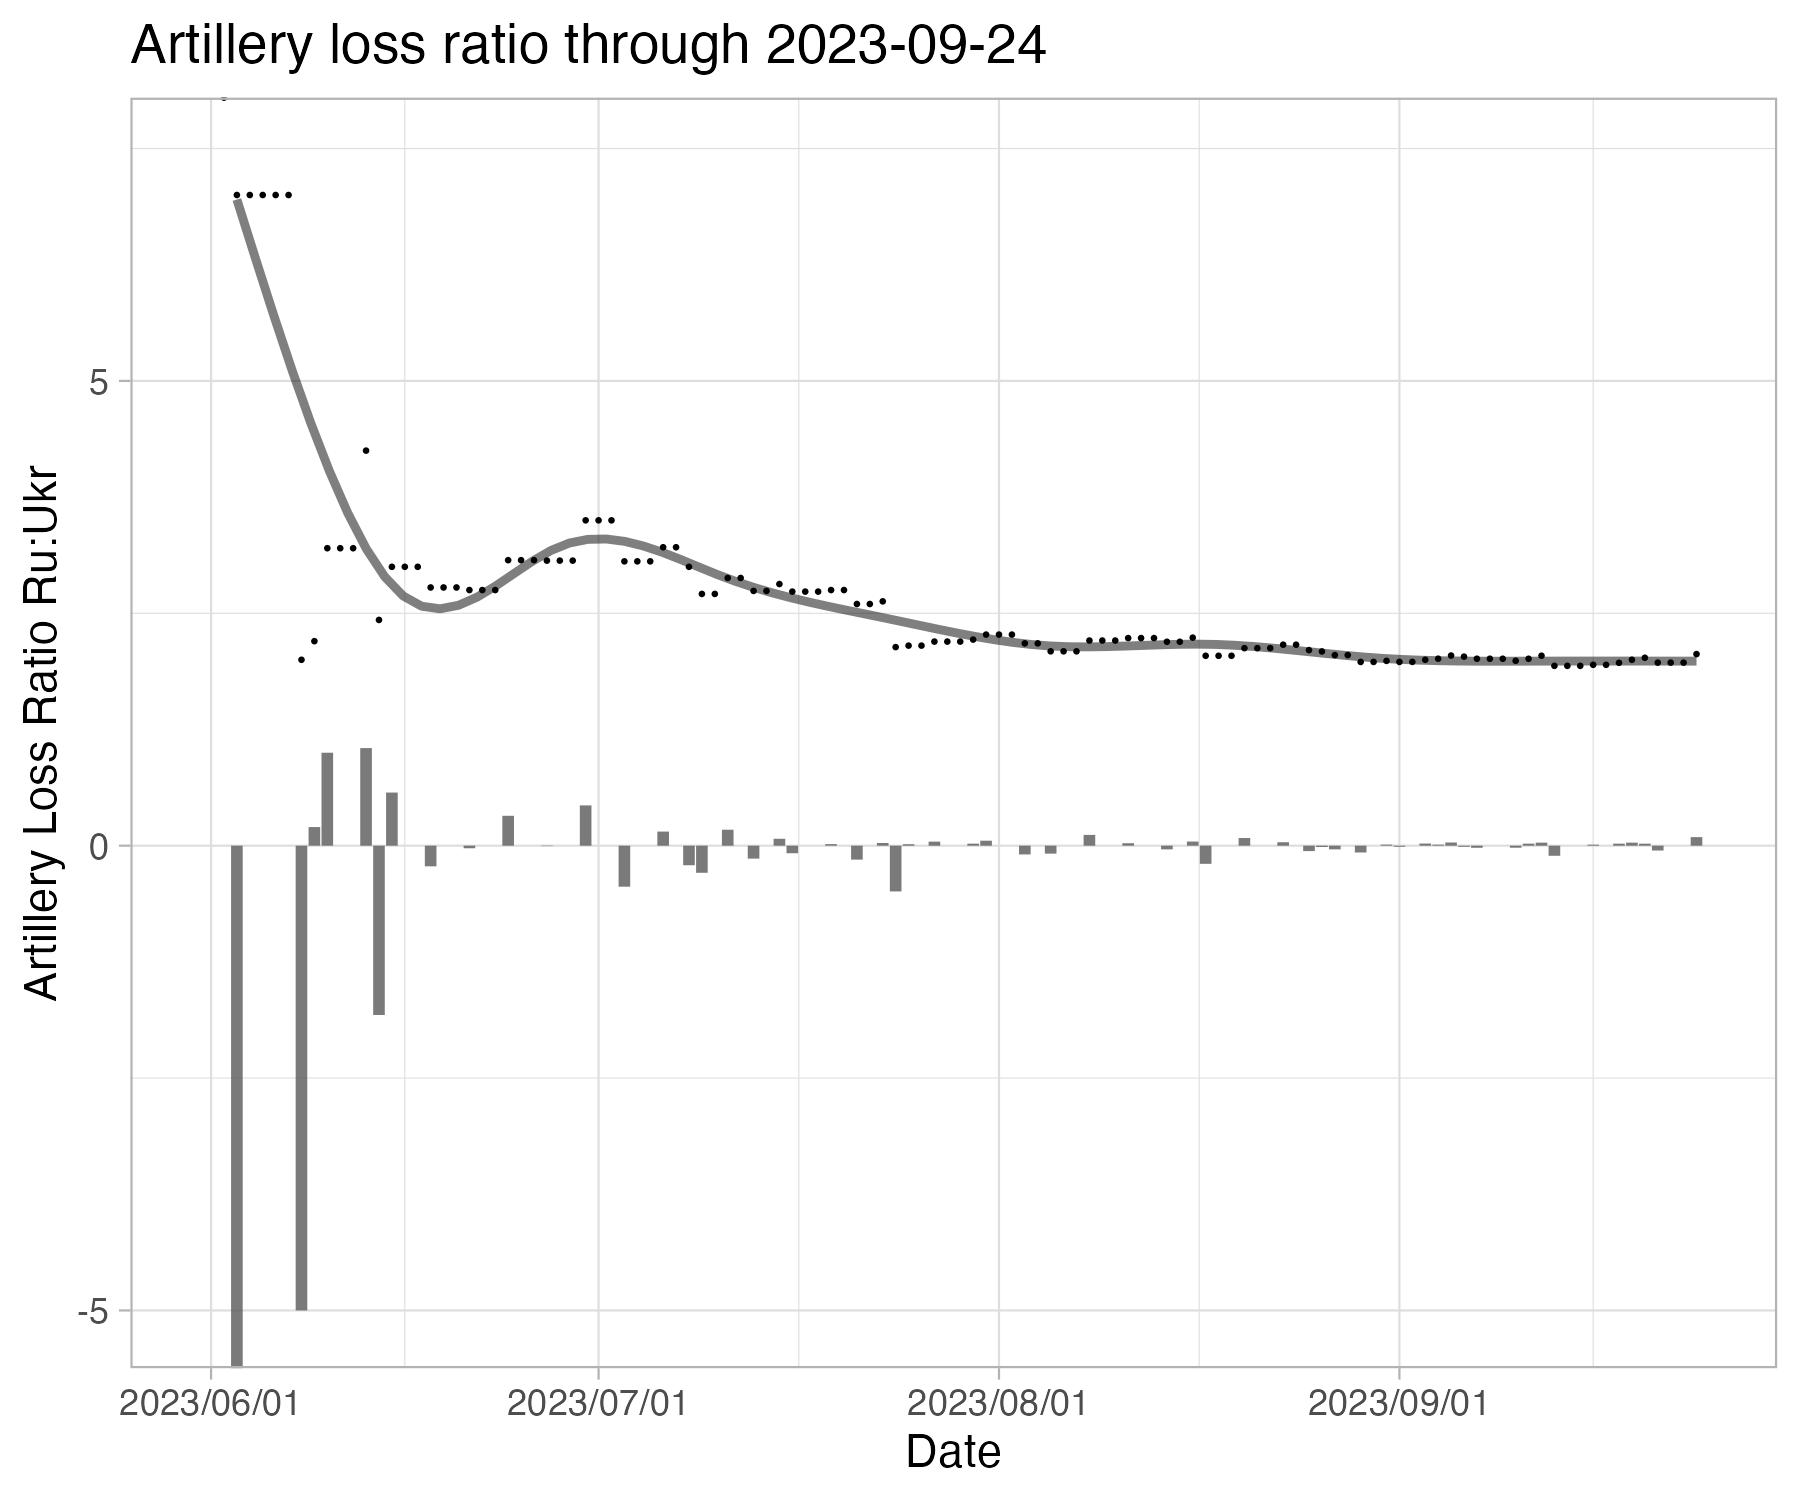 Artillery loss ratio through 2023-09-24
Artillery Loss Ratio Ru:Ukr
5
0
-5
2023/06/01 2023/07/01 2023/08/01 2023/09/01
Date